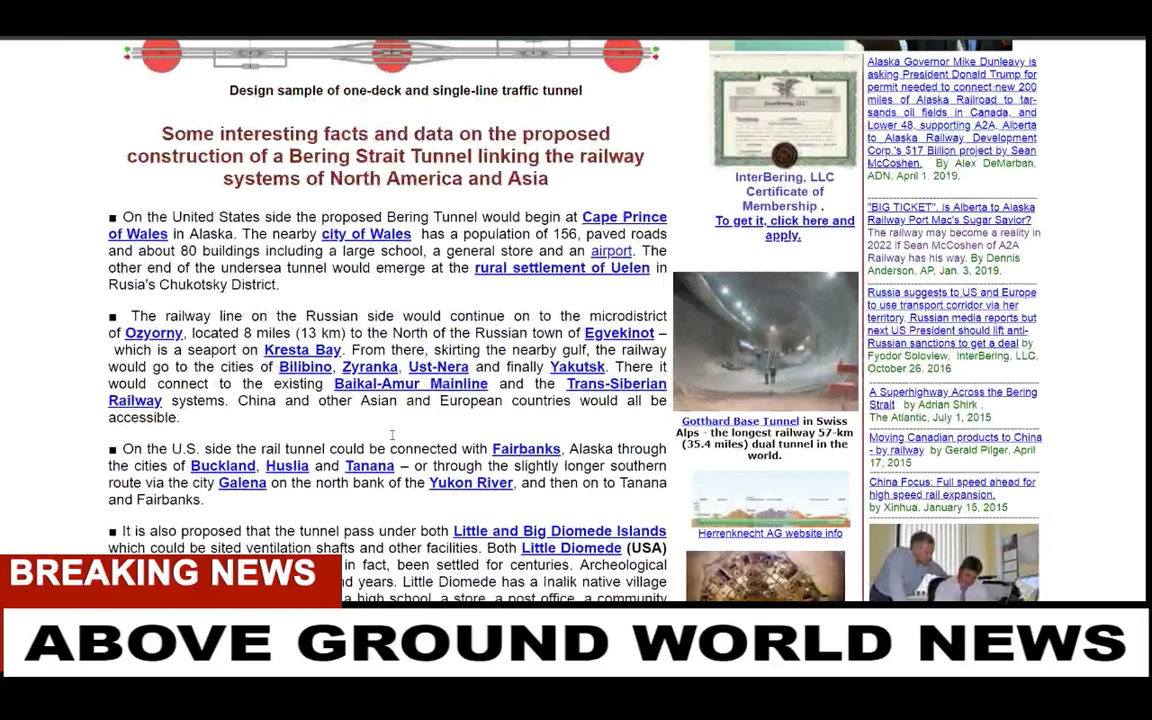 Design sample of one-deck and single-line traffic tunnel
Some interesting facts and data on the proposed
construction of a Bering Strait Tunnel linking the railway
systems of North America and Asia
■ On the United States side the proposed Bering Tunnel would begin at Cape Prince
of Wales in Alaska. The nearby city of Wales has a population of 156, paved roads
and about 80 buildings including a large school, a general store and an airport. The
other end of the undersea tunnel would emerge at the rural settlement of Uelen in
Rusia's Chukotsky District.
■ The railway line on the Russian side would continue on to the microdistrict
of Ozyorny, located 8 miles (13 km) to the North of the Russian town of Egvekinot –
which is a seaport on Kresta Bay. From there, skirting the nearby gulf, the railway
would go to the cities of Bilibino, Zyranka, Ust-Nera and finally Yakutsk. There it
would connect to the existing Baikal-Amur Mainline and the Trans-Siberian
Railway systems. China and other Asian and European countries would all be
accessible.
■ On the U.S. side the rail tunnel could be connected with Fairbanks, Alaska through
the cities of Buckland, Huslia and Tanana – or through the slightly longer southern
route via the city Galena on the north bank of the Yukon River, and then on to Tanana
and Fairbanks.
■ It is also proposed that the tunnel pass under both Little and Big Diomede Islands
which could be sited ventilation shafts and other facilities. Both Little Diomede (USA)
in fact, been settled for centuries. Archeological
nd years. Little Diomede has a Inalik native village
a high school, a store, a post office, a community
InterBering, LLC
InterBering, LLC
Certificate of
Membership .
To get it, click here and
apply.
Gotthard Base Tunnel in Swiss
Alps - the longest railway 57-km
(35.4 miles) dual tunnel in the
world.
Herrenknecht AG website info
Alaska Governor Mike Dunleavy is
asking President Donald Trump for
permit needed to connect new 200
miles of Alaska Railroad to tar-
sands oil fields in Canada, and
Lower 48, supporting A2A, Alberta
to Alaska Railway Development
Corp.'s $17 Billion project by Sean
McCoshen. By Alex DeMarban,
ADN, April 1, 2019.
"BIG TICKET". is Alberta to Alaska
Railway Port Mac's Sugar Savior?
The railway may become a reality in
2022 if Sean McCoshen of A2A
Railway has his way. By Dennis
Anderson, AP, Jan. 3, 2019.
Russia suggests to US and Europe
to use transport corridor via her
territory. Russian media reports but
next US President should lift anti-
Russian sanctions to get a deal by
Fyodor Soloview, InterBering, LLC,
October 26, 2016
A Superhighway Across the Bering
Strait by Adrian Shirk ,
The Atlantic, July 1, 2015
Moving Canadian products to China
- by railway by Gerald Pilger, April
17, 2015
China Focus: Full speed ahead for
high speed rail expansion.
by Xinhua, January 15, 2015
BREAKING NEWS
ABOVE GROUND WORLD NEWS